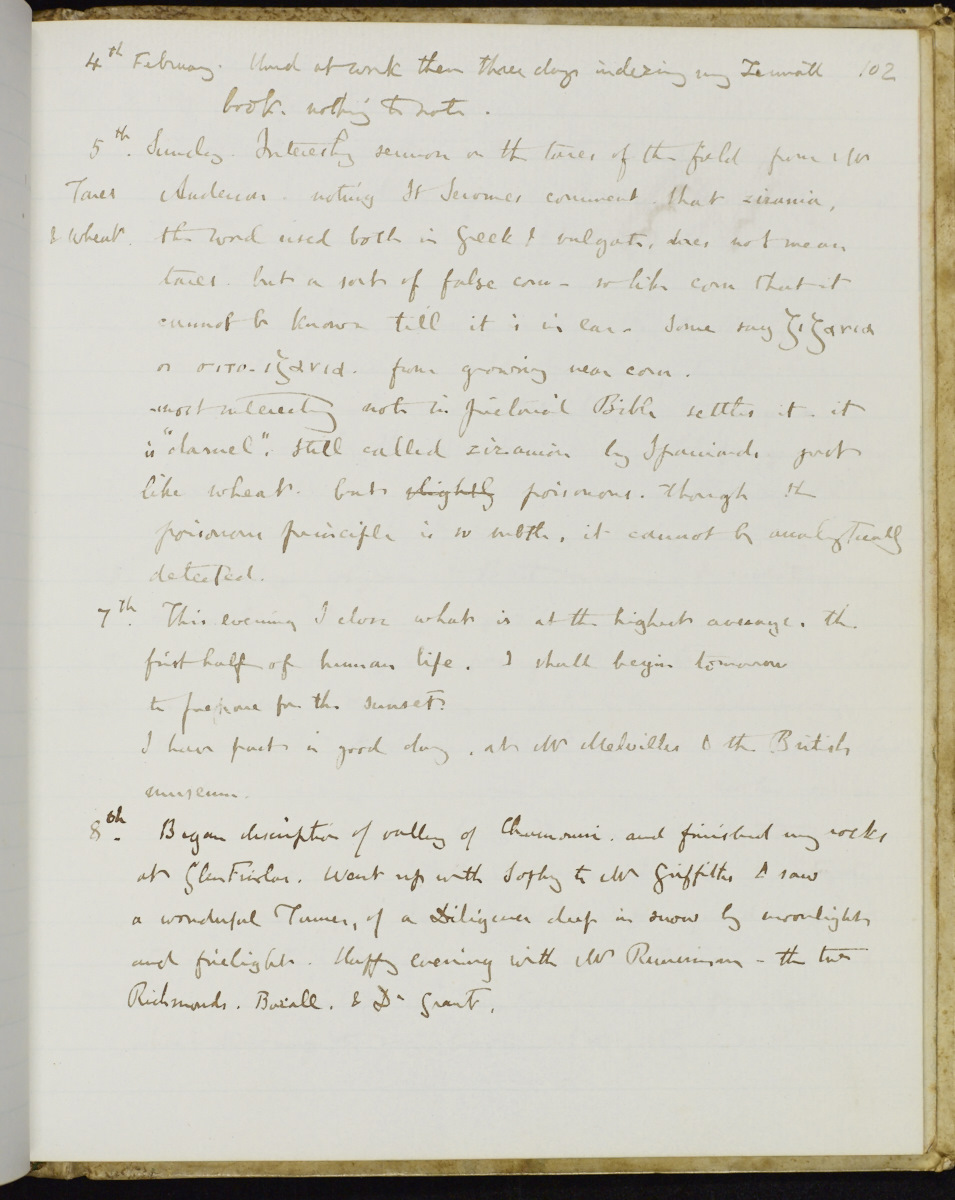 4th February. Hard at work these three days indexing my Zermatt 102
book. nothing to note.
5th. Sunday. Interesting sermon on the tares of the field from Mr
Tares Anderson. noting St Jeromes comment. that zizania,
& wheat. the word used both in Greek & vulgate, does not mean
tares. but a sort of false corn - so like corn that it
cannot be known till it is in ear. Some say ζιζανια
or σιτο-ιζανια. from growing near corn.
most interesting note in pictorial Bible settles it. it
is "darnel". still called zizanion by Spaniards. just
like wheat. but slightly poisonous. though the
poisonous principle is so subtle, it cannot be analytically
detected.
7th. This evening I close what is at the highest average, the
first half of human life. I shall begin tomorrow
to prepare for the sunset.
I have past a good day. at Mr Melvilles & the British
museum.
8th. Began description of valley of Chamouni. and finished my rocks
at Glenfinlas. Went up with Sophy to Mr Griffiths & saw
a wonderful Turner, of a Diligence deep in snow by moonlight
and firelight. Happy evening with Mr Runciman - the two
Richmonds. Boxall. & Dr Grant.